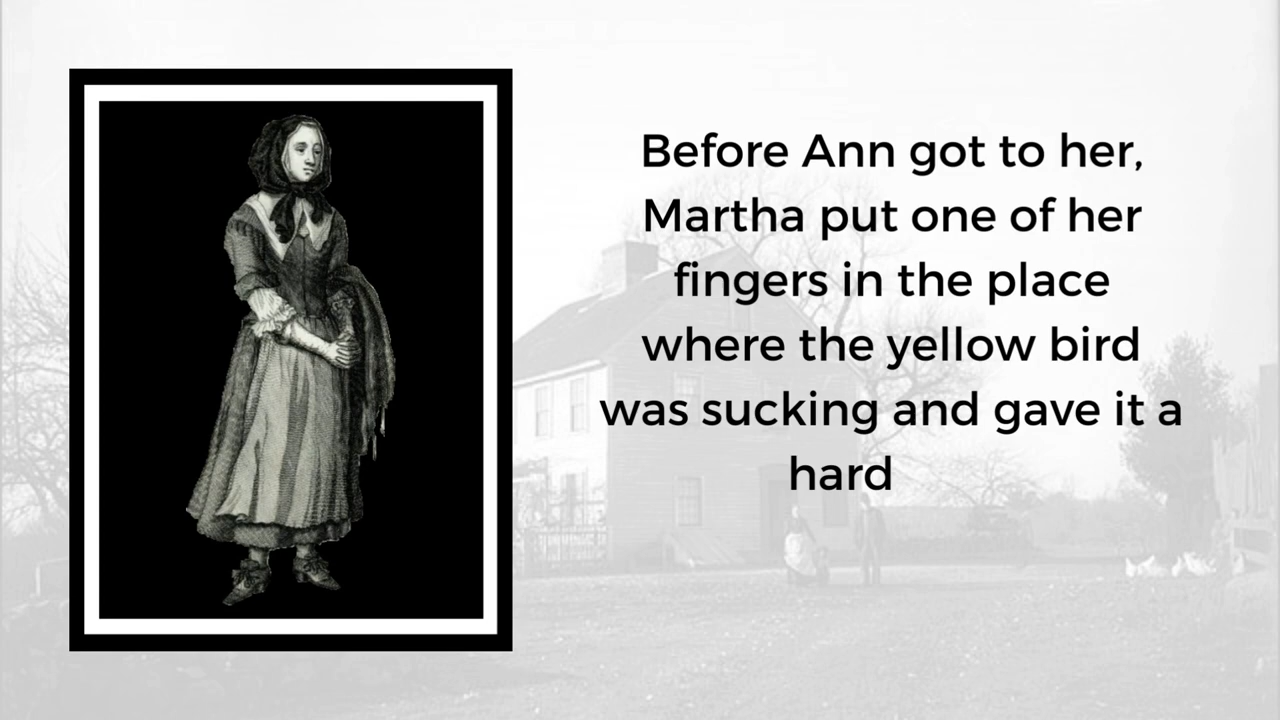 Before Ann got to her,
Martha put one of her
fingers in the place
where the yellow bird
was sucking and gave it a
hard